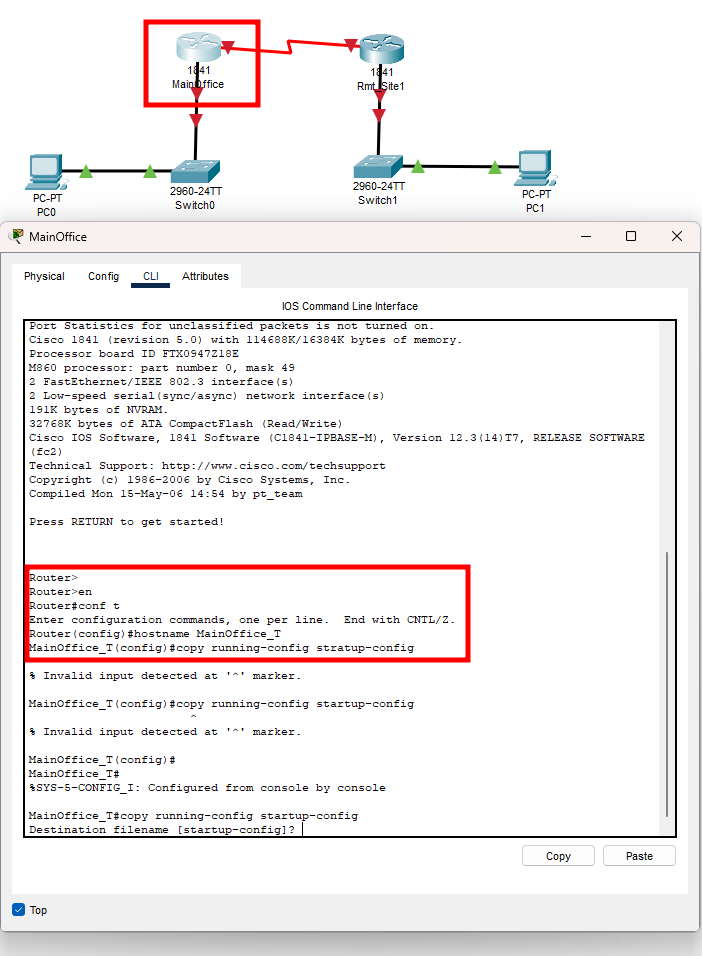 1841
MainOffice
1841
Rmt_Site1
PC-PT
PC0
2960-24TT
Switch0
2960-24TT
Switch1
PC-PT
PC1
MainOffice
Physical Config CLI Attributes
IOS Command Line Interface
Port Statistics for unclassified packets is not turned on.
Cisco 1841 (revision 5.0) with 114688K/16384K bytes of memory.
Processor board ID FTX0947Z18E
M860 processor: part number 0, mask 49
2 FastEthernet/IEEE 802.3 interface(s)
2 Low-speed serial(sync/async) network interface(s)
191K bytes of NVRAM.
32768K bytes of ATA CompactFlash (Read/Write)
Cisco IOS Software, 1841 Software (C1841-IPBASE-M), Version 12.3(14)T7, RELEASE SOFTWARE
(fc2)
Technical Support: http://www.cisco.com/techsupport
Copyright (c) 1986-2006 by Cisco Systems, Inc.
Compiled Mon 15-May-06 14:54 by pt_team
Press RETURN to get started!
Router>
Router>en
Router#conf t
Enter configuration commands, one per line. End with CNTL/Z.
Router(config)#hostname MainOffice_T
MainOffice_T(config)#copy running-config stratup-config
% Invalid input detected at '^' marker.
MainOffice_T(config)#copy running-config startup-config
^
% Invalid input detected at '^' marker.
MainOffice_T(config)#
MainOffice_T#
%SYS-5-CONFIG_I: Configured from console by console
MainOffice_T#copy running-config startup-config
Destination filename [startup-config]?
Copy Paste
Top